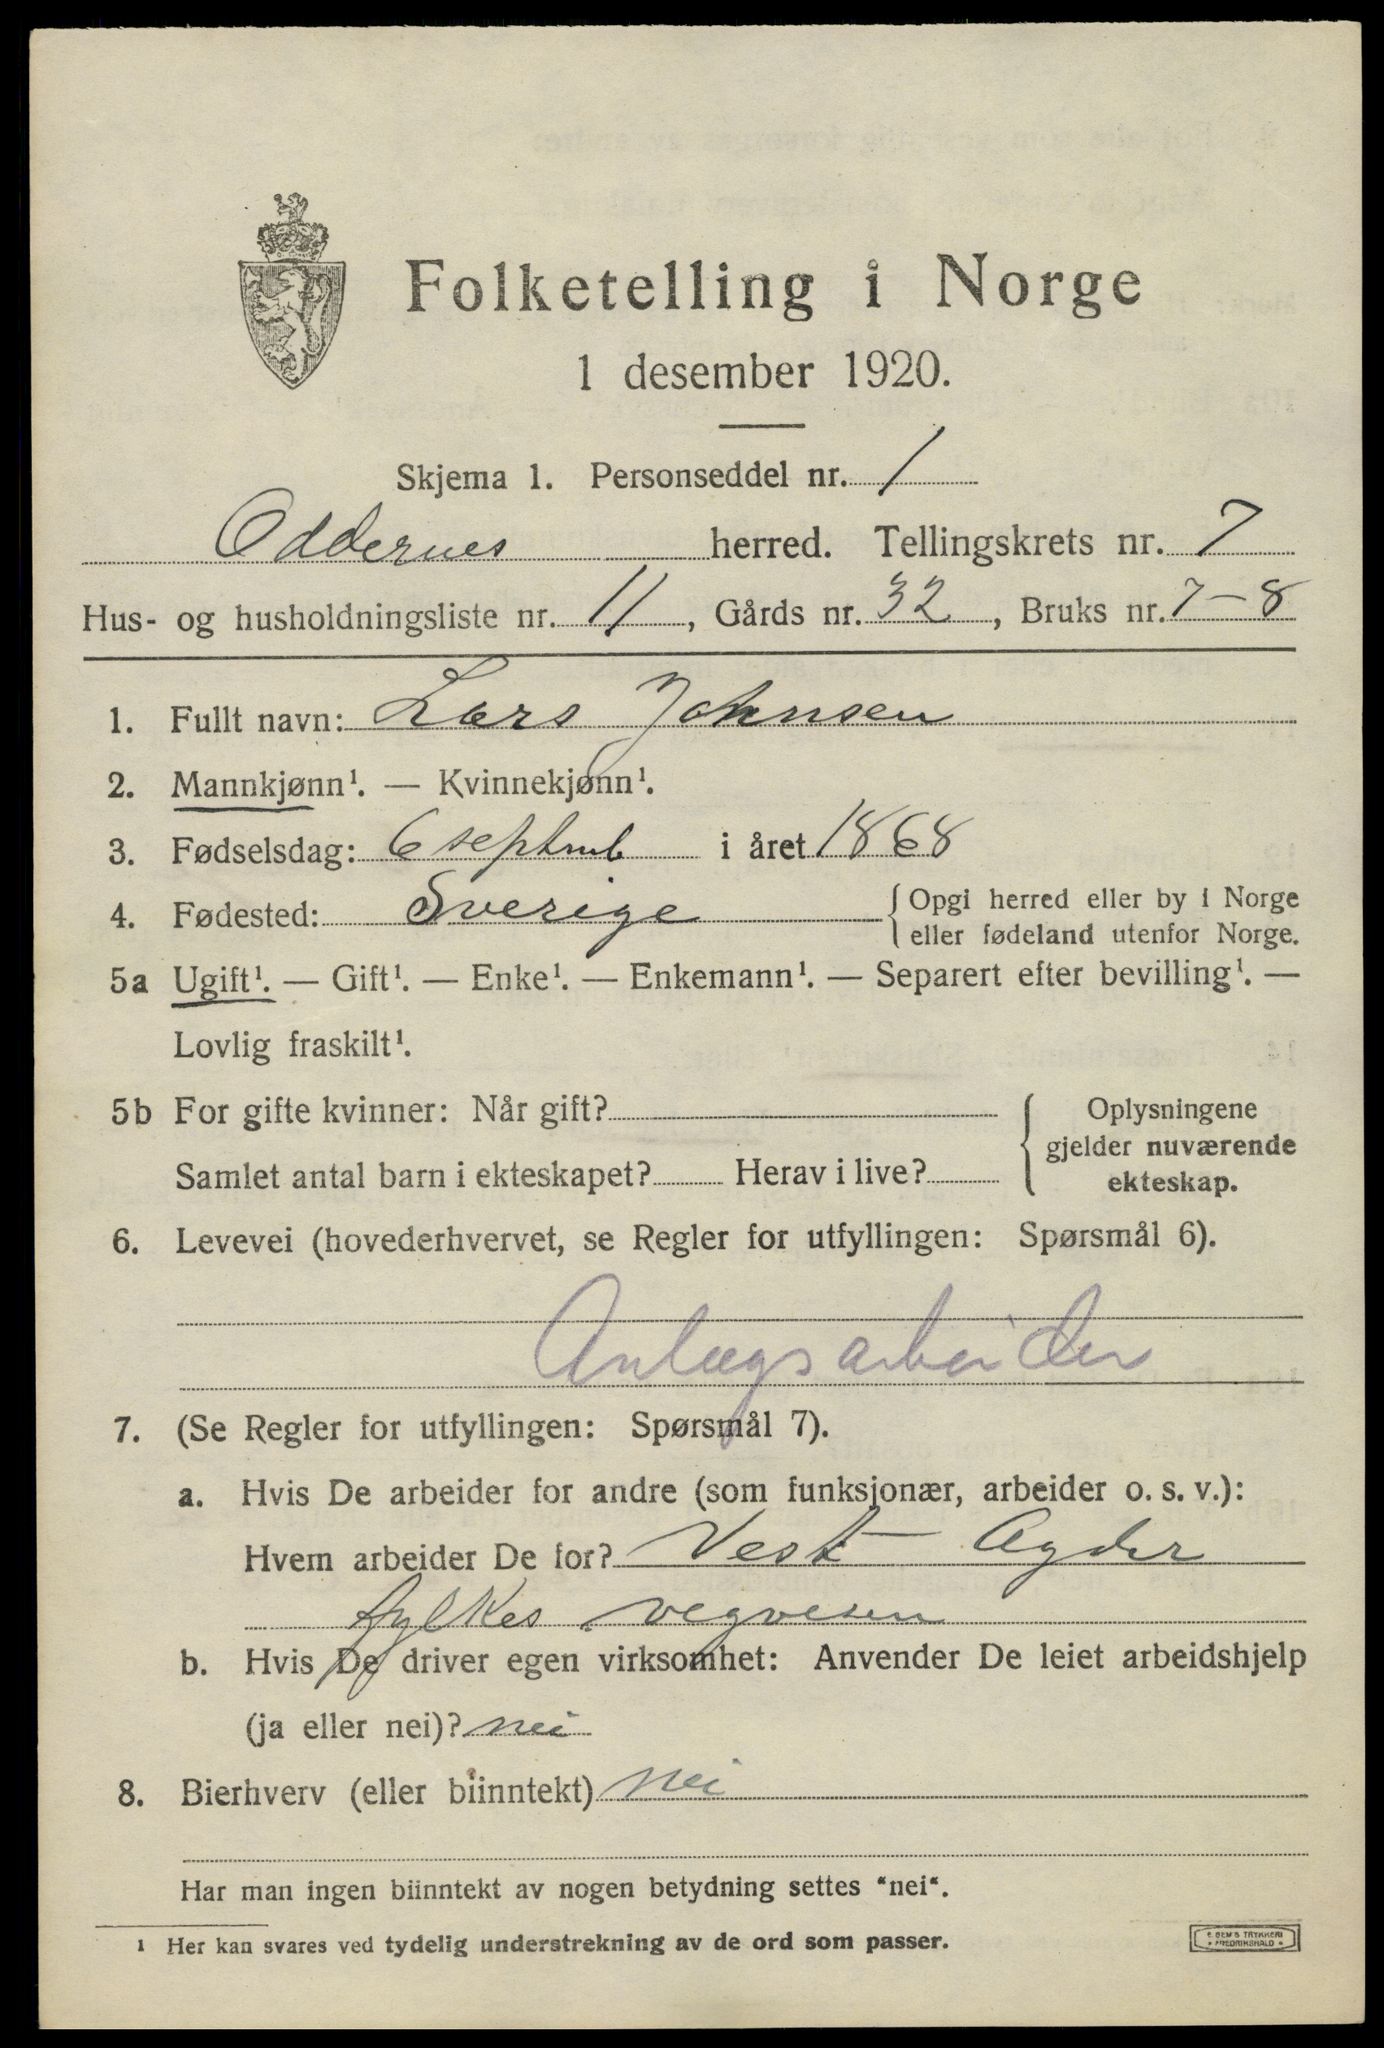 Folketelling i Norge
1 desember 1920.
Skjema 1. Personseddel nr. 1
Oddernes herred. Tellingskrets nr. 7
Hus- og husholdningsliste nr. 11, Gårds nr. 32, Bruks nr. 7-8
1. Fullt navn: Lars Johnsen
2. Mannkjønn¹. — Kvinnekjønn¹.
3. Fødselsdag: 6 septemb i året 1868
4. Fødested: Sverige { Opgi herred eller by i Norge
eller fødeland utenfor Norge.
5a Ugift¹. — Gift¹. — Enke¹. — Enkemann¹. — Separert efter bevilling¹. —
Lovlig fraskilt¹.
5b For gifte kvinner: Når gift? { Oplysningene
gjelder nuværende
Samlet antal barn i ekteskapet? Herav i live? ekteskap.
6. Levevei (hovederhvervet, se Regler for utfyllingen: Spørsmål 6).
Anlægsarbeider
7. (Se Regler for utfyllingen: Spørsmål 7).
a. Hvis De arbeider for andre (som funksjonær, arbeider o. s. v.):
Hvem arbeider De for? Vest Agder
fylkes vegvesen
b. Hvis De driver egen virksomhet: Anvender De leiet arbeidshjelp
(ja eller nei)? nei
8. Bierhverv (eller biinntekt) nei
Har man ingen biinntekt av nogen betydning settes "nei".
¹ Her kan svares ved tydelig understrekning av de ord som passer.
E. SEM'S TRYKKERI
• FREDRIKSHALD •